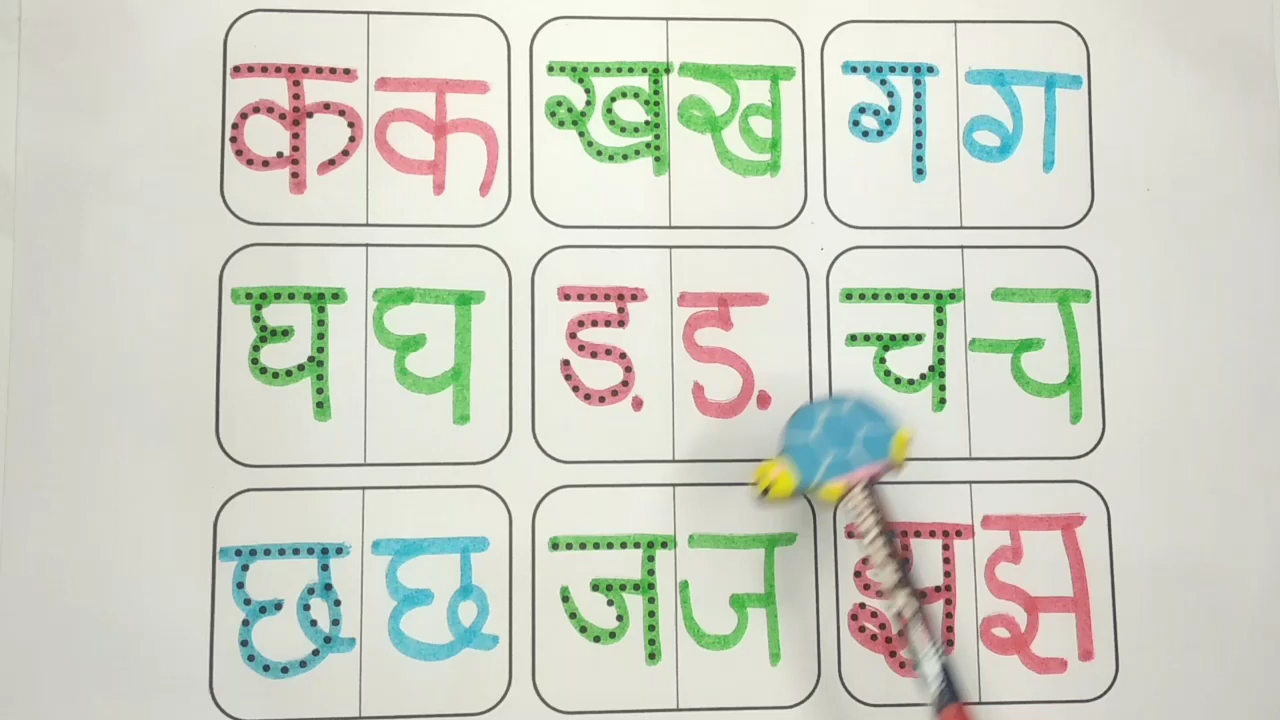 क क ख ख ग ग
घ घ ङ ङ च च
छ छ ज ज झ झ